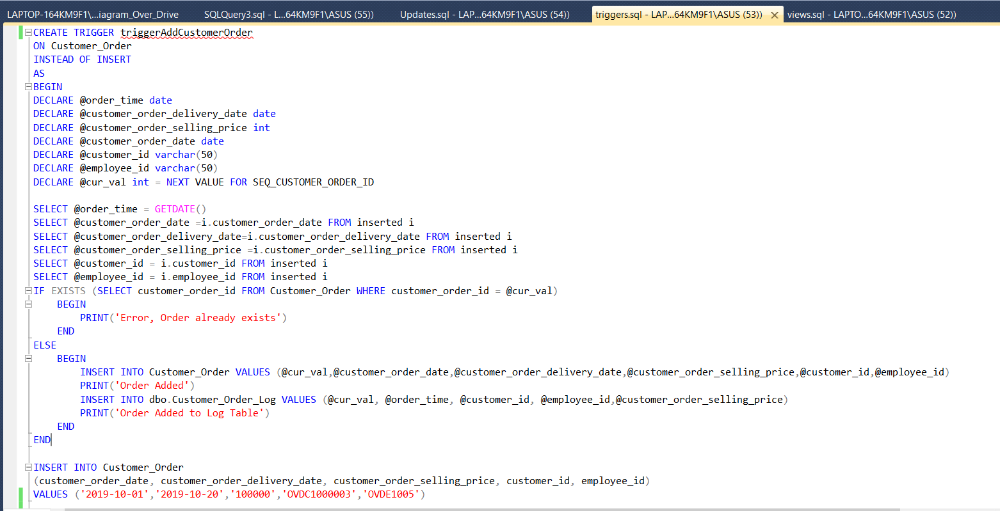 LAPTOP-164KM9F1\...iagram_Over_Drive SQLQuery3.sql - L...64KM9F1\ASUS (55)) Updates.sql - LAP...64KM9F1\ASUS (54)) triggers.sql - LAP...64KM9F1\ASUS (53)) views.sql - LAPTO...64KM9F1\ASUS (52))
CREATE TRIGGER triggerAddCustomerOrder
ON Customer_Order
INSTEAD OF INSERT
AS
BEGIN
DECLARE @order_time date
DECLARE @customer_order_delivery_date date
DECLARE @customer_order_selling_price int
DECLARE @customer_order_date date
DECLARE @customer_id varchar(50)
DECLARE @employee_id varchar(50)
DECLARE @cur_val int = NEXT VALUE FOR SEQ_CUSTOMER_ORDER_ID
SELECT @order_time = GETDATE()
SELECT @customer_order_date =i.customer_order_date FROM inserted i
SELECT @customer_order_delivery_date=i.customer_order_delivery_date FROM inserted i
SELECT @customer_order_selling_price =i.customer_order_selling_price FROM inserted i
SELECT @customer_id = i.customer_id FROM inserted i
SELECT @employee_id = i.employee_id FROM inserted i
IF EXISTS (SELECT customer_order_id FROM Customer_Order WHERE customer_order_id = @cur_val)
BEGIN
PRINT('Error, Order already exists')
END
ELSE
BEGIN
INSERT INTO Customer_Order VALUES (@cur_val,@customer_order_date,@customer_order_delivery_date,@customer_order_selling_price,@customer_id,@employee_id)
PRINT('Order Added')
INSERT INTO dbo.Customer_Order_Log VALUES (@cur_val, @order_time, @customer_id, @employee_id,@customer_order_selling_price)
PRINT('Order Added to Log Table')
END
END
INSERT INTO Customer_Order
(customer_order_date, customer_order_delivery_date, customer_order_selling_price, customer_id, employee_id)
VALUES ('2019-10-01','2019-10-20','100000','OVDC1000003','OVDE1005')